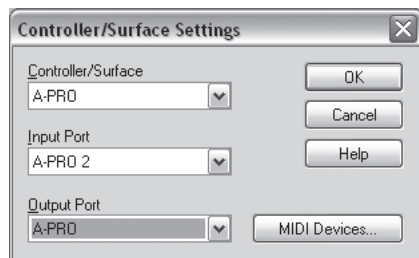 Controller/Surface Settings
Controller/Surface
A-PRO
OK
Cancel
Input Port
A-PRO 2
Help
Output Port
A-PRO
MIDI Devices...